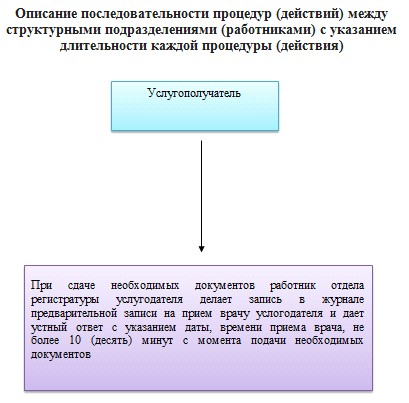 Описание последовательности процедур (действий) между
структурными подразделениями (работниками) с указанием
длительности каждой процедуры (действия)
Услугополучатель
При сдаче необходимых документов работник отдела
регистратуры услугодателя делает запись в журнале
предварительной записи на прием врачу услогодателя и дает
устный ответ с указанием даты, времени приема врача, не
более 10 (десять) минут с момента подачи необходимых
документов